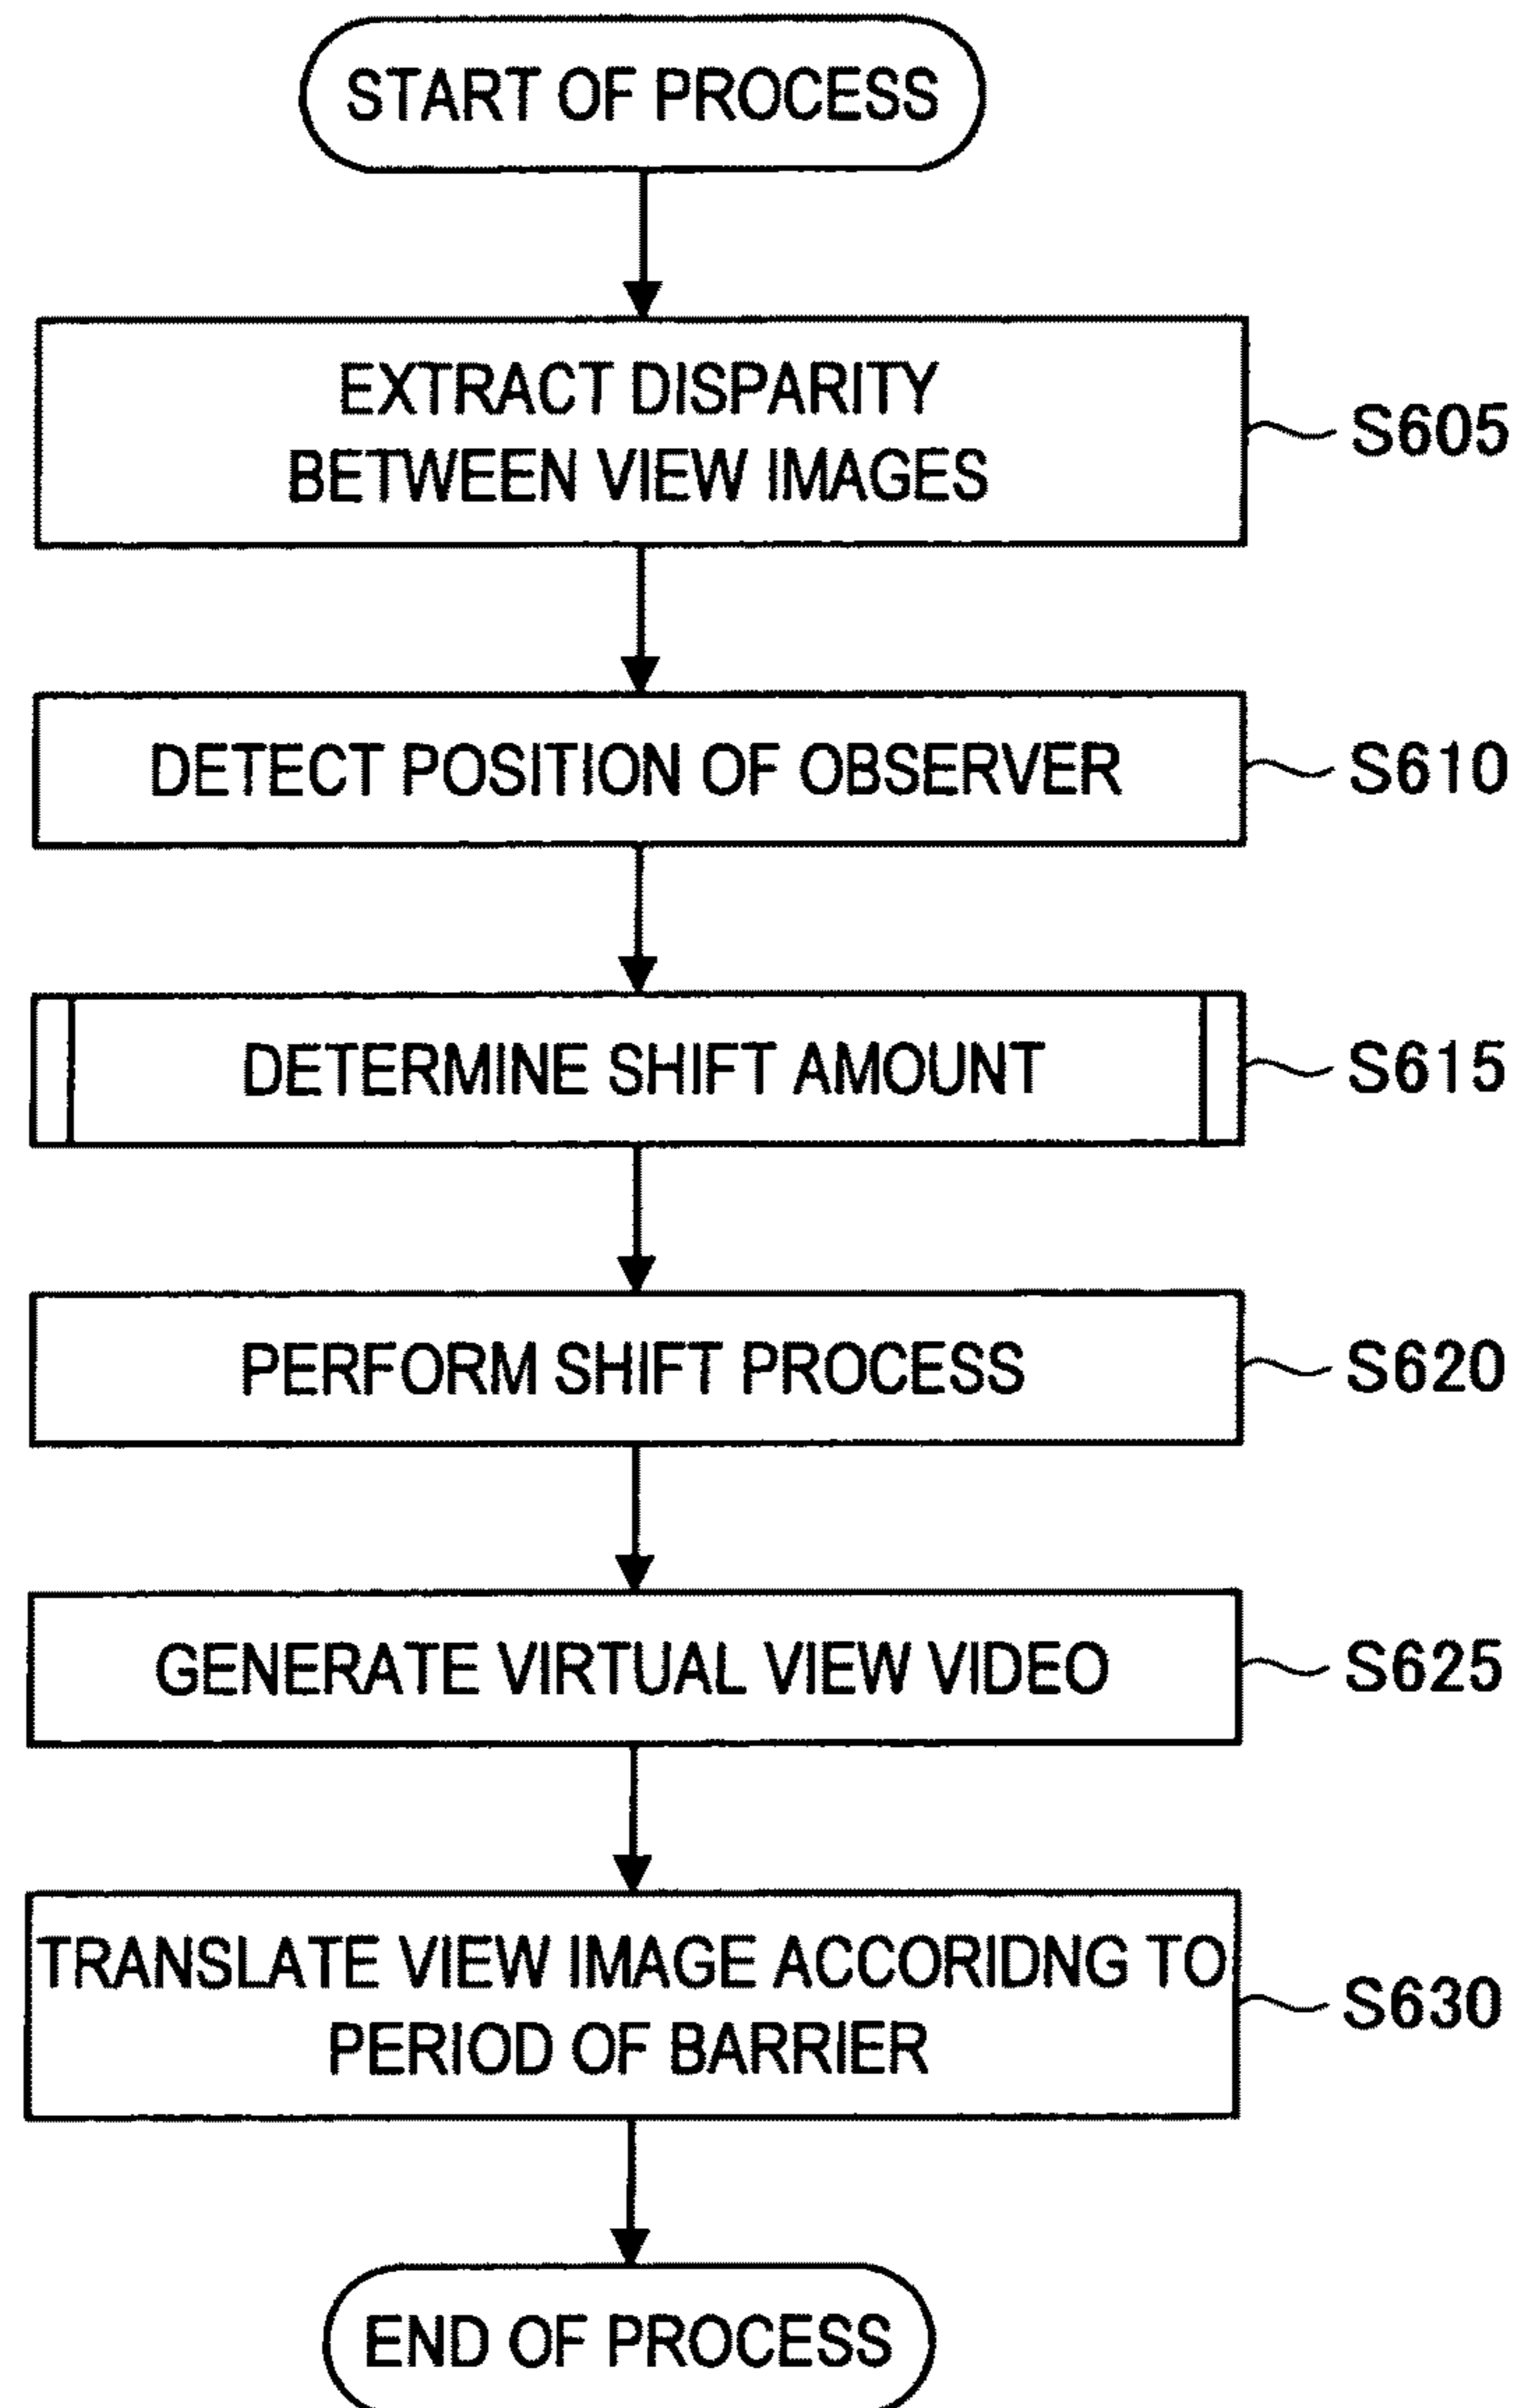 START OF PROCESS
EXTRACT DISPARITY
BETWEEN VIEW IMAGES
S605
DETECT POSITION OF OBSERVER
S610
DETERMINE SHIFT AMOUNT
S615
PERFORM SHIFT PROCESS
S620
GENERATE VIRTUAL VIEW VIDEO
S625
TRANSLATE VIEW IMAGE ACCORIDNG TO
PERIOD OF BARRIER
S630
END OF PROCESS